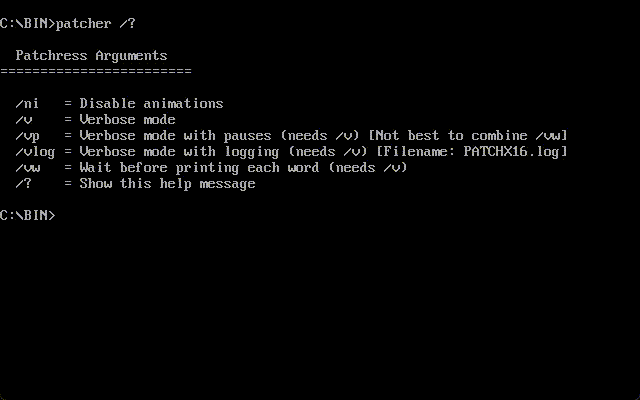 C:\BIN>patcher /?
Patchress Arguments
========================
/ni = Disable animations
/v = Verbose mode
/vp = Verbose mode with pauses (needs /v) [Not best to combine /vw]
/vlog = Verbose mode with logging (needs /v) [Filename: PATCHX16.log]
/vw = Wait before printing each word (needs /v)
/? = Show this help message
C:\BIN>